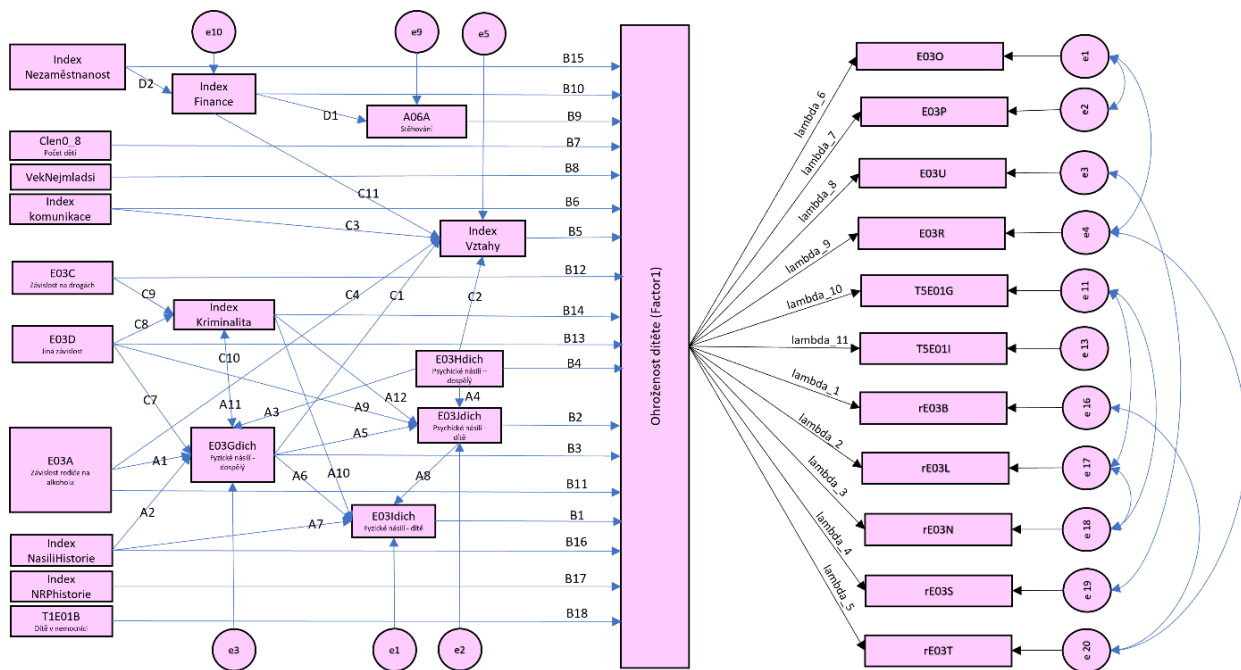 e10
e9
e5
Index
Nezaměstnanost
D2
Index
Finance
B15
B10
D1
A06A
Stěhování
B9
Clen0_8
Počet dětí
B7
VekNejmladsi
B8
Index
komunikace
C11
B6
C3
Index
Vztahy
B5
E03C
Závislost na drogách
C9
C4
C1
C2
B12
Index
Kriminalita
B14
E03D
Jiná závislost
C8
B13
C10
E03Hdich
Psychické násilí –
dospělý
B4
C7
A11
A3
A9
A12
A4
E03Jdich
Psychické násilí -
dítě
B2
E03Gdich
Fyzické násilí -
dospělý
A5
B3
E03A
Závislost rodiče na
alkoholu
A1
A6
A10
A8
B11
A2
E03Idich
Fyzické násilí - dítě
B1
A7
Index
NasiliHistorie
B16
Index
NRPhistorie
B17
T1E01B
Dítě v nemocnici
B18
e3
e1
e2
Ohroženost dítěte (Factor1)
lambda_6
lambda_7
lambda_8
lambda_9
lambda_10
lambda_11
lambda_1
lambda_2
lambda_3
lambda_4
lambda_5
E03O
e1
E03P
e2
E03U
e3
E03R
e4
T5E01G
e 11
T5E01I
e 13
rE03B
e 16
rE03L
e 17
rE03N
e 18
rE03S
e 19
rE03T
e 20